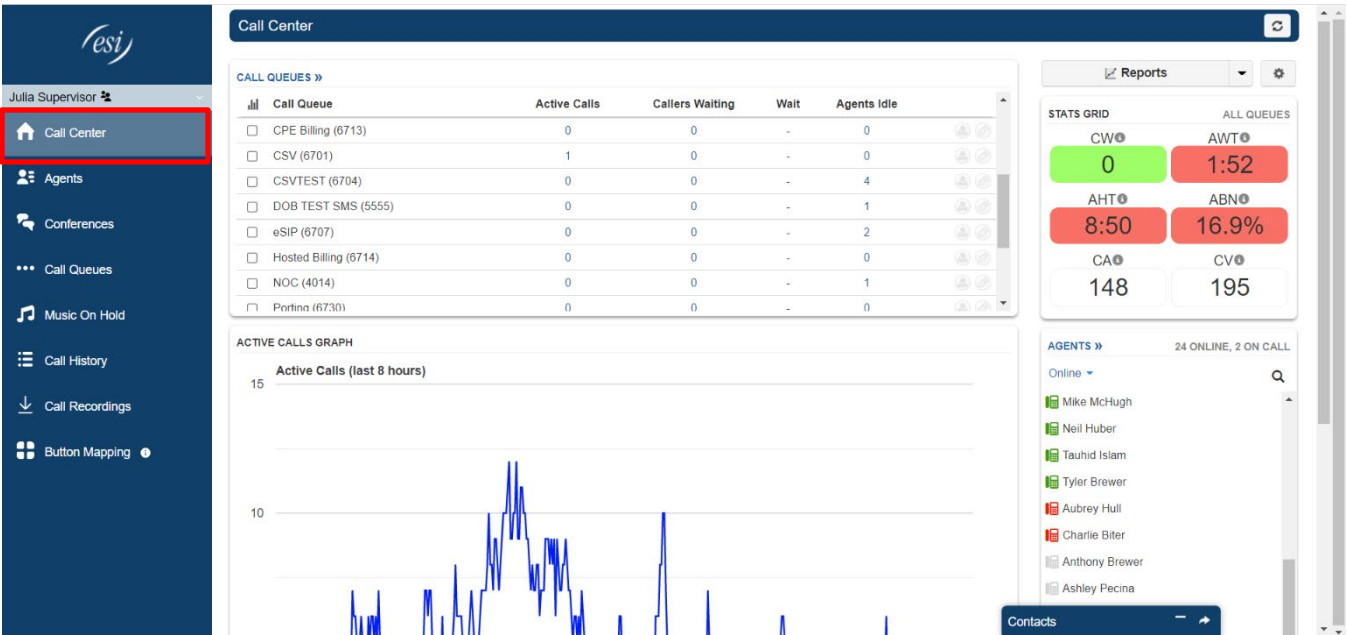 esi
Julia Supervisor
Call Center
Agents
Conferences
Call Queues
Music On Hold
Call History
Call Recordings
Button Mapping
Call Center
CALL QUEUES »
Call Queue Active Calls Callers Waiting Wait Agents Idle
CPE Billing (6713) 0 0 - 0
CSV (6701) 1 0 - 0
CSVTEST (6704) 0 0 - 4
DOB TEST SMS (5555) 0 0 - 1
eSIP (6707) 0 0 - 2
Hosted Billing (6714) 0 0 - 0
NOC (4014) 0 0 - 1
Porting (6730) 0 0 - 0
ACTIVE CALLS GRAPH
Active Calls (last 8 hours)
15
10
Reports
STATS GRID ALL QUEUES
CW AWT
0 1:52
AHT ABN
8:50 16.9%
CA CV
148 195
AGENTS » 24 ONLINE, 2 ON CALL
Online
Mike McHugh
Neil Huber
Tauhid Islam
Tyler Brewer
Aubrey Hull
Charlie Biter
Anthony Brewer
Ashley Pecina
Contacts